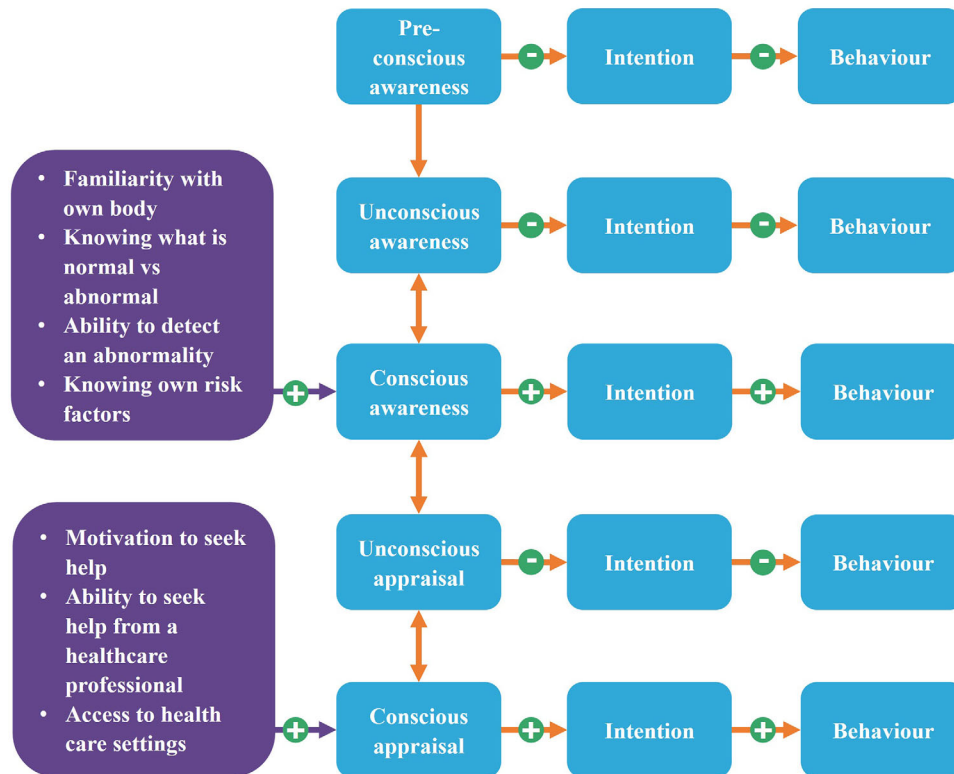 Pre-
conscious
awareness
-
Intention
-
Behaviour
• Familiarity with
own body
• Knowing what is
normal vs
abnormal
• Ability to detect
an abnormality
• Knowing own risk
factors
Unconscious
awareness
-
Intention
-
Behaviour
+
Conscious
awareness
+
Intention
+
Behaviour
• Motivation to seek
help
• Ability to seek
help from a
healthcare
professional
• Access to health
care settings
Unconscious
appraisal
-
Intention
-
Behaviour
+
Conscious
appraisal
+
Intention
+
Behaviour